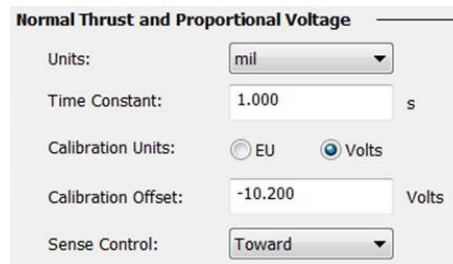 Normal Thrust and Proportional Voltage
Units: mil
Time Constant: 1.000 s
Calibration Units: EU Volts
Calibration Offset: -10.200 Volts
Sense Control: Toward